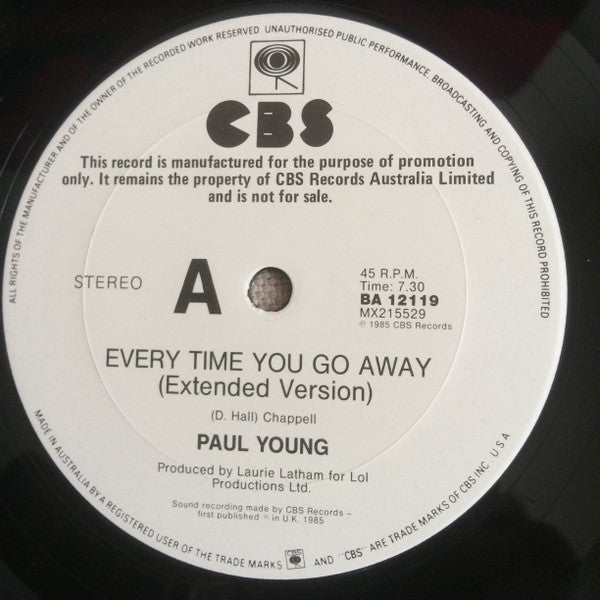 ALL RIGHTS OF THE MANUFACTURER AND OF THE OWNER OF THE RECORDED WORK RESERVED UNAUTHORISED PUBLIC PERFORMANCE, BROADCASTING AND COPYING OF THIS RECORD PROHIBITED
CBS
This record is manufactured for the purpose of promotion
only. It remains the property of CBS Records Australia Limited
and is not for sale.
STEREO
A
45 R.P.M.
Time: 7.30
BA 12119
MX215529
℗ 1985 CBS Records
EVERY TIME YOU GO AWAY
(Extended Version)
(D. Hall) Chappell
PAUL YOUNG
Produced by Laurie Latham for Lol
Productions Ltd.
Sound recording made by CBS Records –
first published ℗ in U.K. 1985
MADE IN AUSTRALIA BY A REGISTERED USER OF THE TRADE MARKS CBS AND "CBS" ARE TRADE MARKS OF CBS INC. U S A